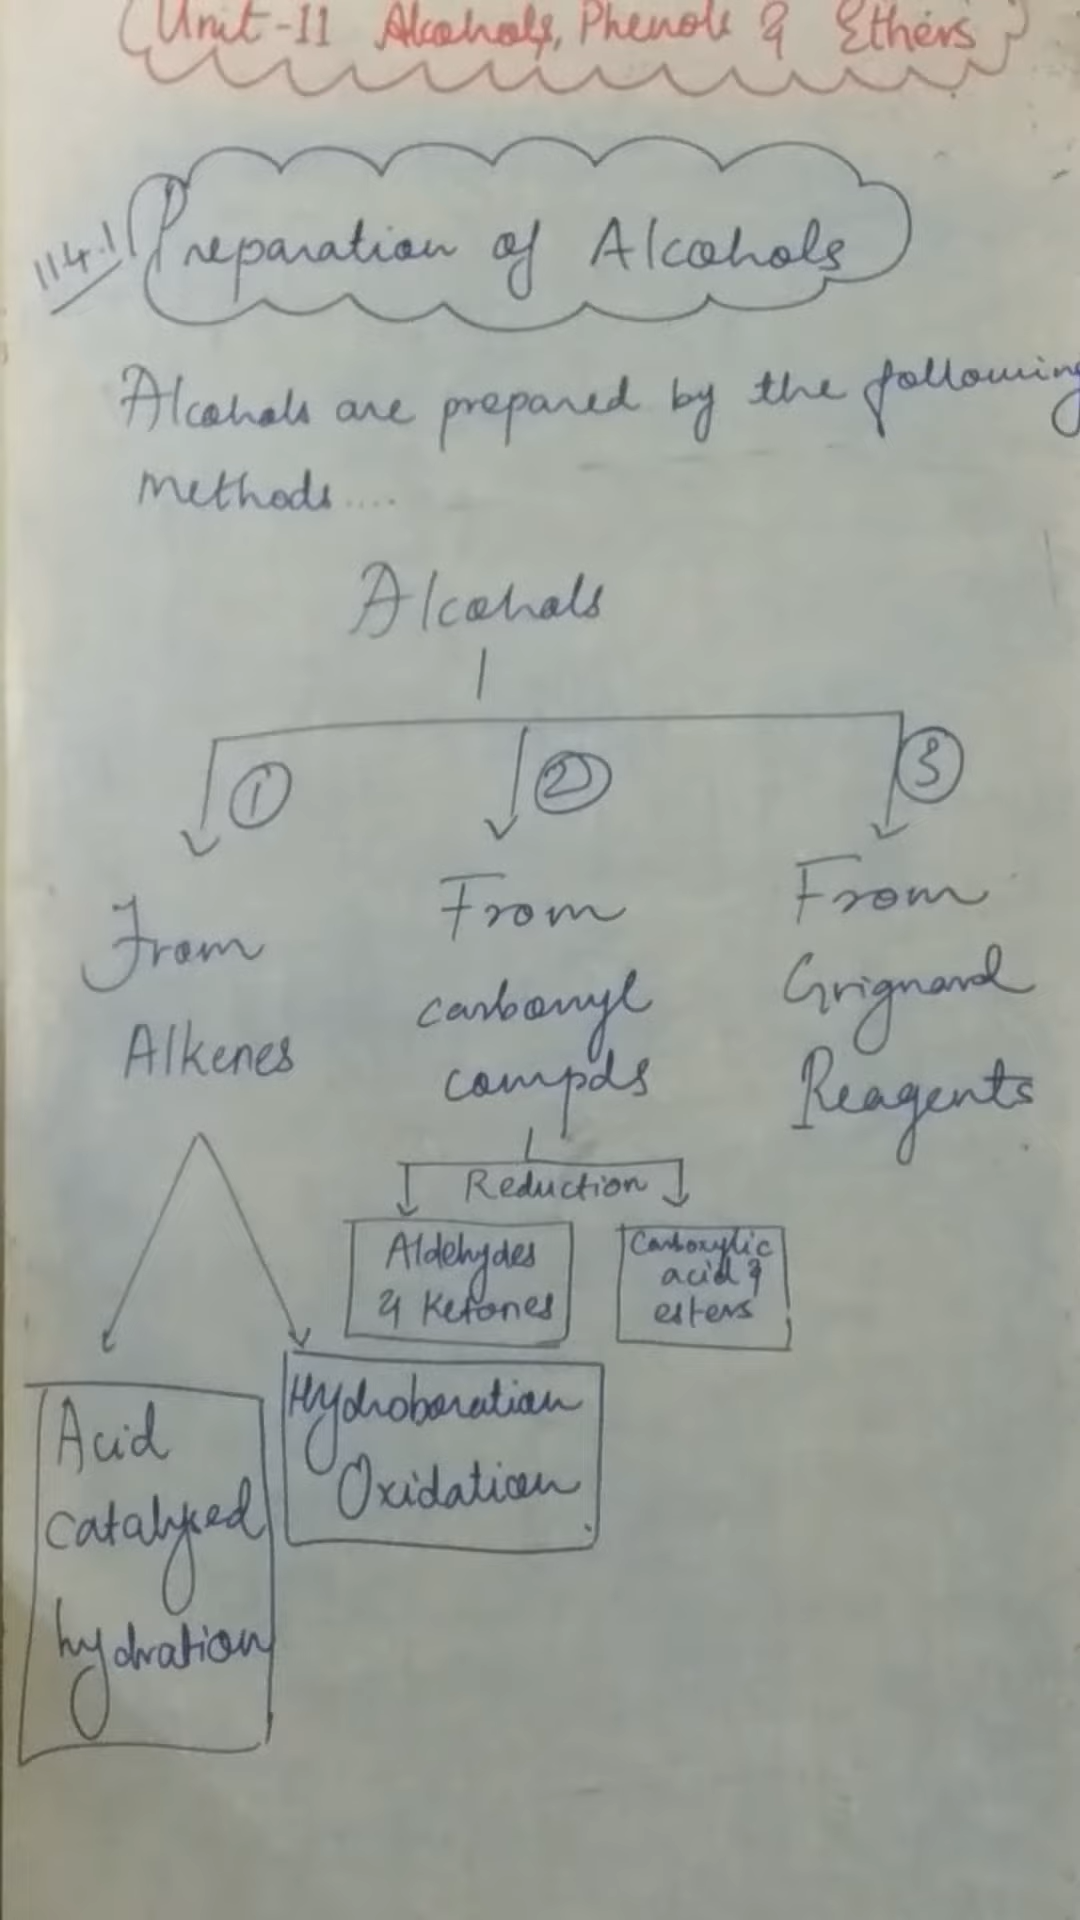 Unit-11 Alcohols, Phenols & Ethers
11.4.1
Preparation of Alcohols
Alcohols are prepared by the following
methods....
Alcohols
① ② ③
From
Alkenes
From
carbonyl
compds
From
Grignard
Reagents
Reduction
Aldehydes
& Ketones
Carboxylic
acid &
esters
Acid
catalysed
hydration
Hydroboration
Oxidation